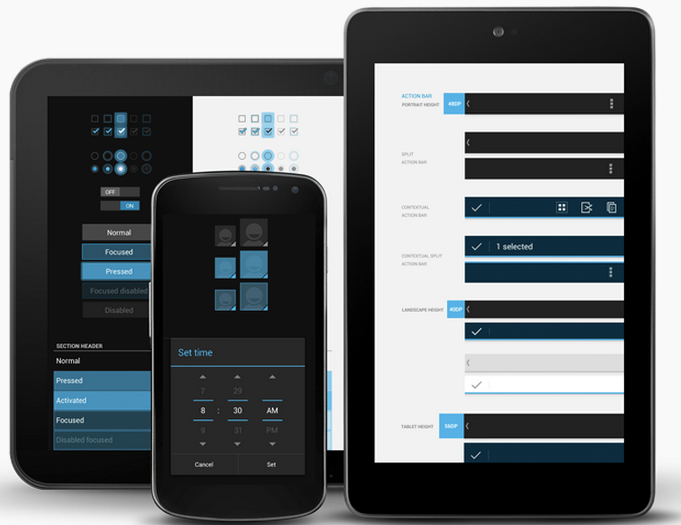 OFF
ON
Normal
Focused
Pressed
Focused disabled
Disabled
SECTION HEADER
Normal
Pressed
Activated
Focused
Disabled focused
Set time
7 29
8 : 30 AM
9 31 PM
Cancel Set
ACTION BAR
PORTRAIT HEIGHT 48DP
SPLIT
ACTION BAR
CONTEXTUAL
ACTION BAR
CONTEXTUAL SPLIT
ACTION BAR
1 selected
LANDSCAPE HEIGHT 40DP
TABLET HEIGHT 56DP